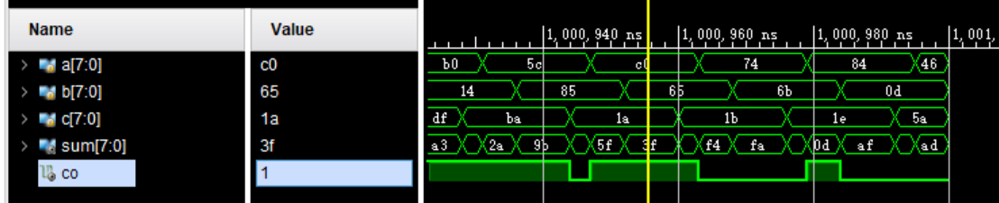 Name Value
1,000,940 ns 1,000,960 ns 1,000,980 ns 1,001,
a[7:0] c0 b0 5c c0 74 84 46
b[7:0] 65 14 85 65 6b 0d
c[7:0] 1a df ba 1a 1b 1e 5a
sum[7:0] 3f a3 2a 9b 5f 3f f4 fa 0d af ad
co 1